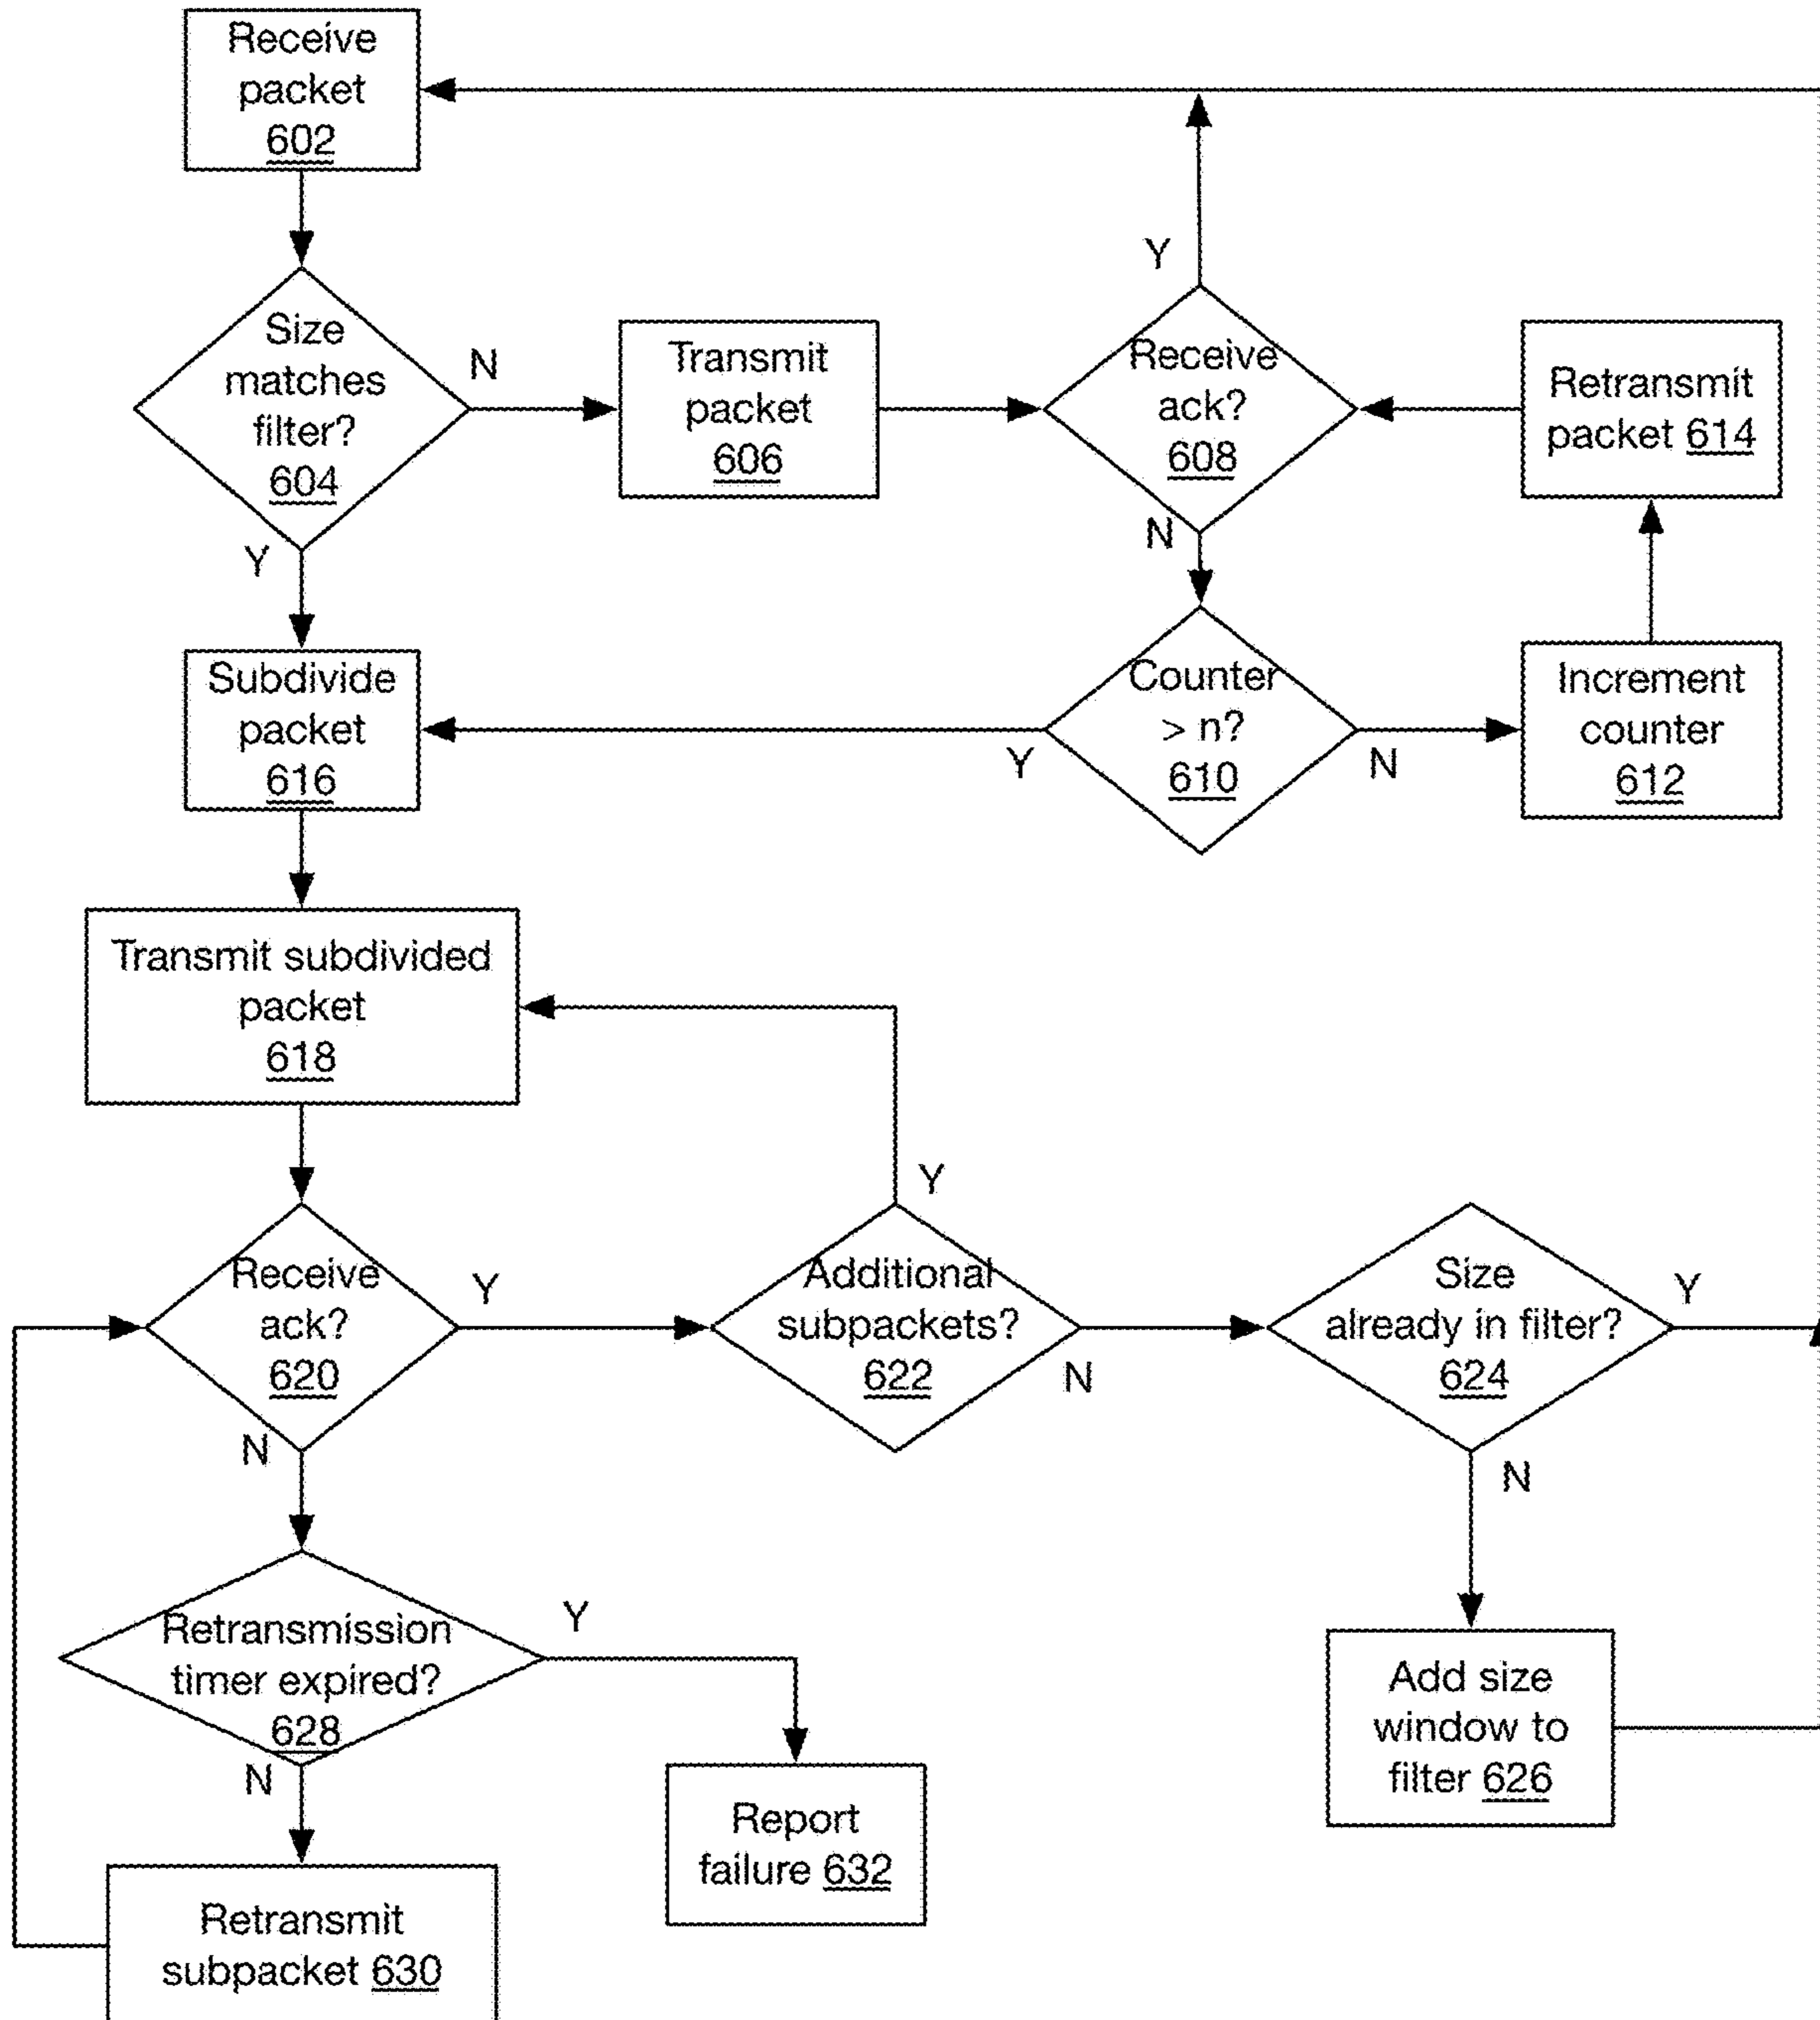 Receive
packet
602
Size
matches
filter?
604
N
Y
Transmit
packet
606
Y
Receive
ack?
608
N
Retransmit
packet 614
Subdivide
packet
616
Counter
> n?
610
Y
N
Increment
counter
612
Transmit subdivided
packet
618
Receive
ack?
620
Y
N
Y
Additional
subpackets?
622
N
Size
already in filter?
624
Y
N
Retransmission
timer expired?
628
Y
N
Report
failure 632
Add size
window to
filter 626
Retransmit
subpacket 630